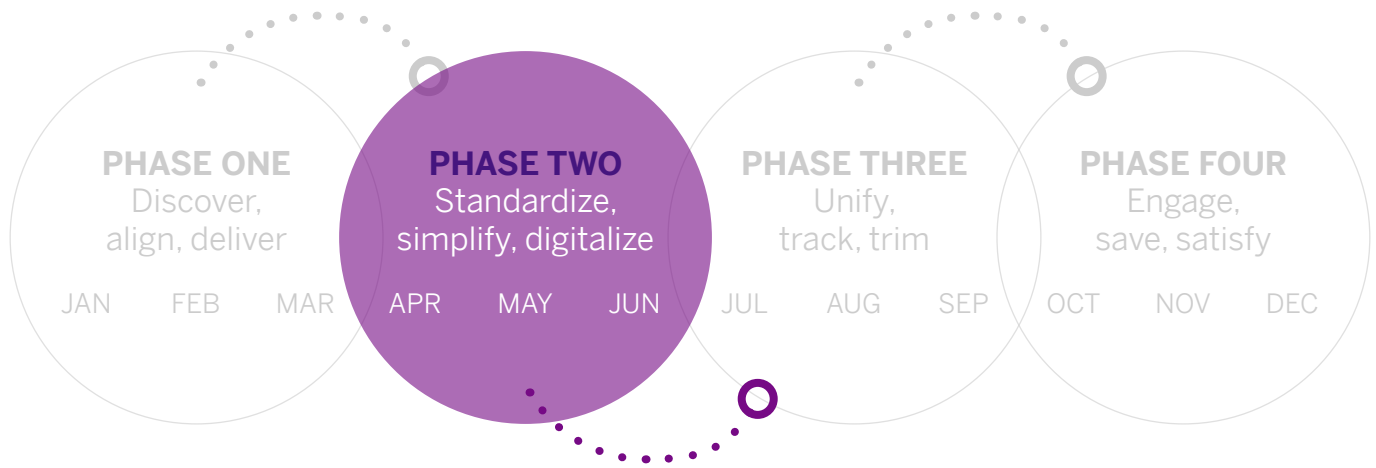 PHASE ONE
Discover,
align, deliver
JAN FEB MAR
PHASE TWO
Standardize,
simplify, digitalize
APR MAY JUN
PHASE THREE
Unify,
track, trim
JUL AUG SEP
PHASE FOUR
Engage,
save, satisfy
OCT NOV DEC